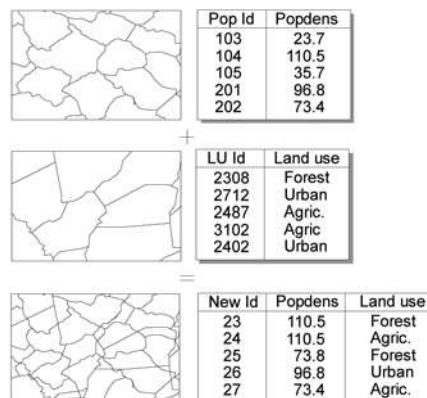 Pop Id Popdens
103 23.7
104 110.5
105 35.7
201 96.8
202 73.4
+
LU Id Land use
2308 Forest
2712 Urban
2487 Agric.
3102 Agric
2402 Urban
=
New Id Popdens Land use
23 110.5 Forest
24 110.5 Agric.
25 73.8 Forest
26 96.8 Urban
27 73.4 Agric.